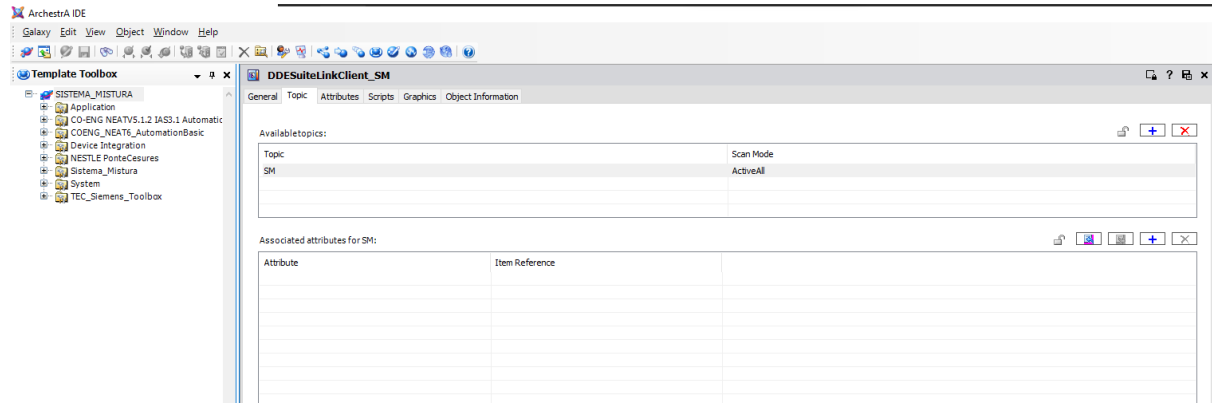 ArchestrA IDE
Galaxy Edit View Object Window Help
Template Toolbox
DDESuiteLinkClient_SM
SISTEMA_MISTURA
Application
CO-ENG NEATV5.1.2 IAS3.1 Automatic
COENG_NEAT6_AutomationBasic
Device Integration
NESTLE PonteCesures
Sistema_Mistura
System
TEC_Siemens_Toolbox
General Topic Attributes Scripts Graphics Object Information
Availabletopics:
Topic Scan Mode
SM ActiveAll
Associated attributes for SM:
Attribute Item Reference